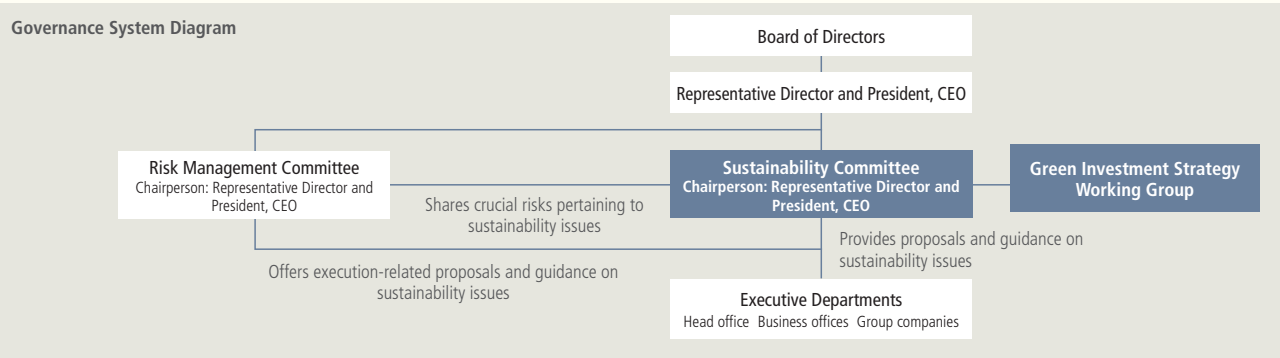 Governance System Diagram
Board of Directors
Representative Director and President, CEO
Risk Management Committee
Chairperson: Representative Director and
President, CEO
Sustainability Committee
Chairperson: Representative Director and
President, CEO
Green Investment Strategy
Working Group
Shares crucial risks pertaining to
sustainability issues
Provides proposals and guidance on
sustainability issues
Offers execution-related proposals and guidance on
sustainability issues
Executive Departments
Head office Business offices Group companies